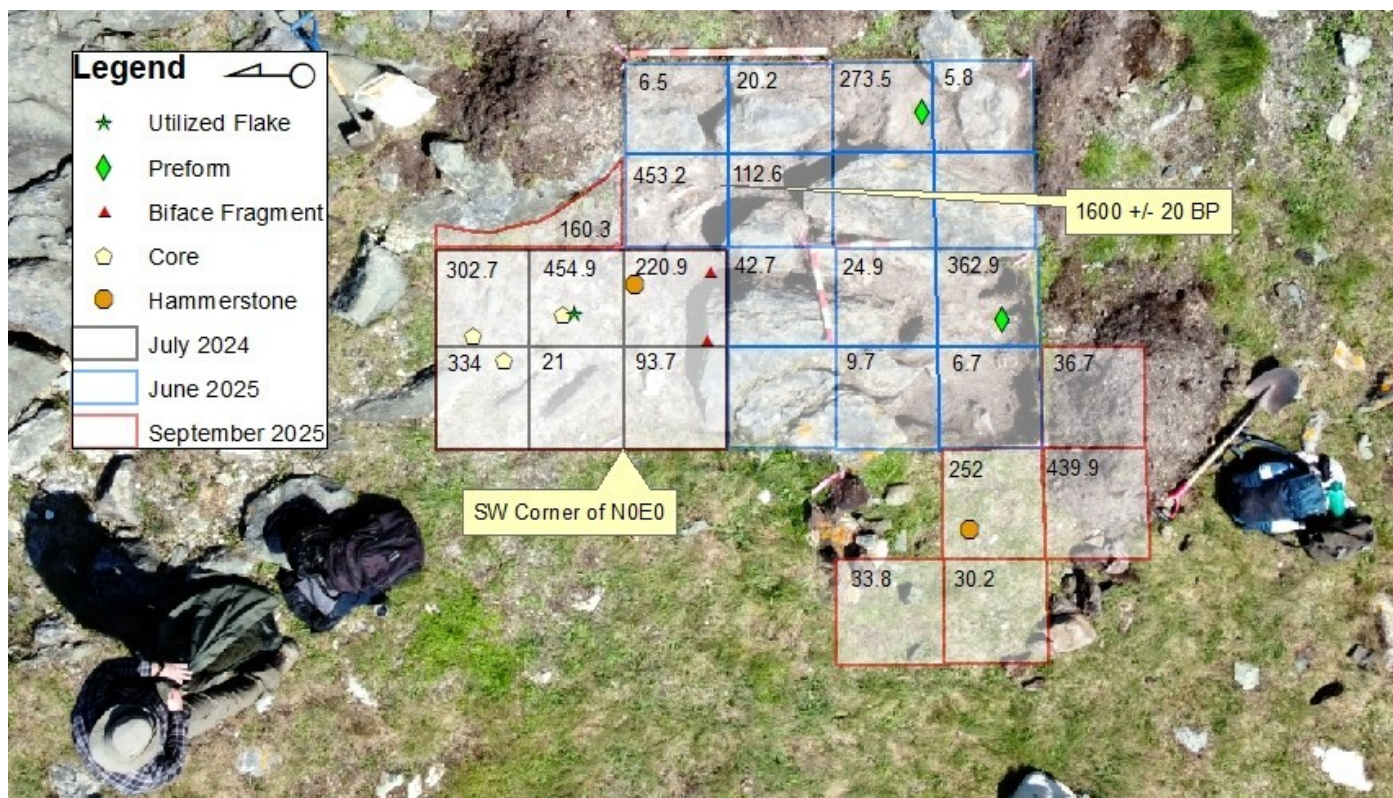 Legend
Utilized Flake
Preform
Biface Fragment
Core
Hammerstone
July 2024
June 2025
September 2025
6.5 20.2 273.5 5.8
453.2 112.6
1600 +/- 20 BP
160.3
302.7 454.9 220.9 42.7 24.9 362.9
334 21 93.7 9.7 6.7 36.7
252 439.9
SW Corner of N0E0
33.8 30.2